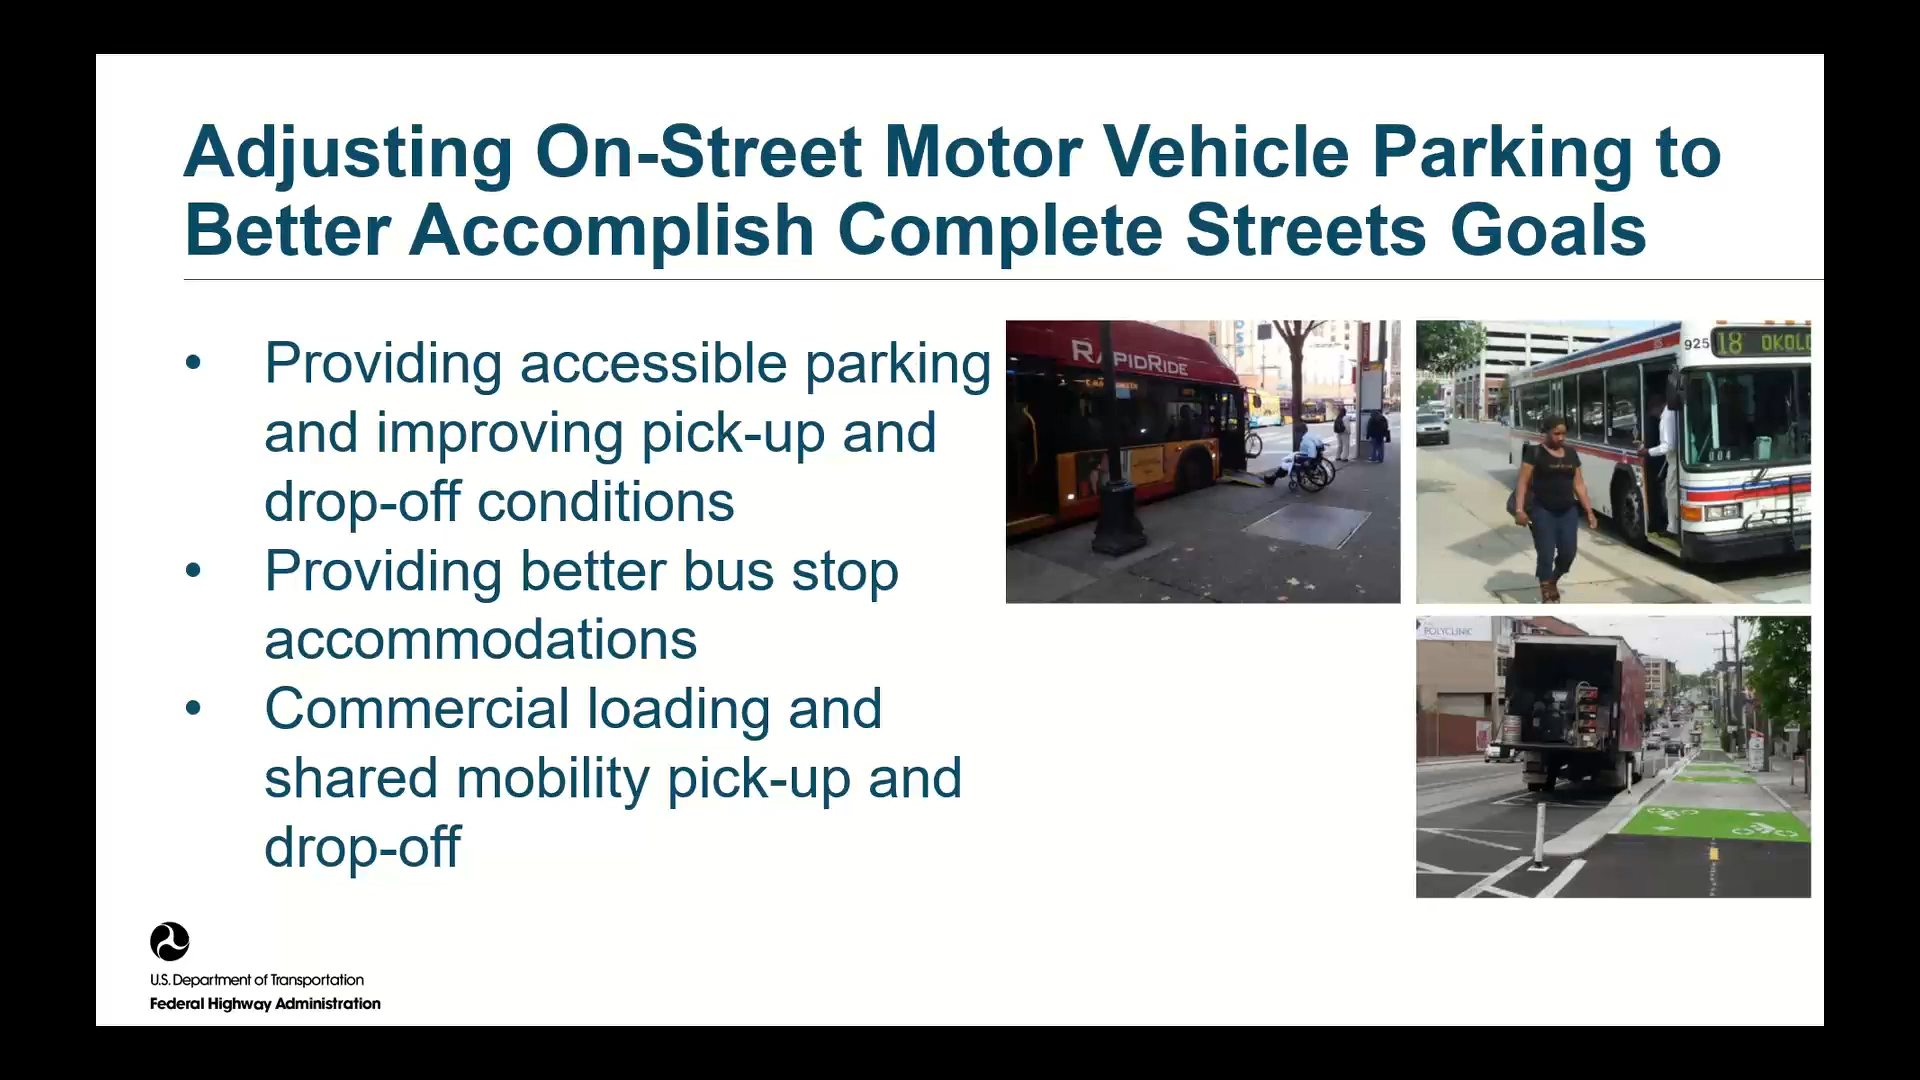 Adjusting On-Street Motor Vehicle Parking to
Better Accomplish Complete Streets Goals
• Providing accessible parking
and improving pick-up and
drop-off conditions
• Providing better bus stop
accommodations
• Commercial loading and
shared mobility pick-up and
drop-off
RAPIDRIDE
925
18 OKOL
POLYCLINIC
U.S. Department of Transportation
Federal Highway Administration